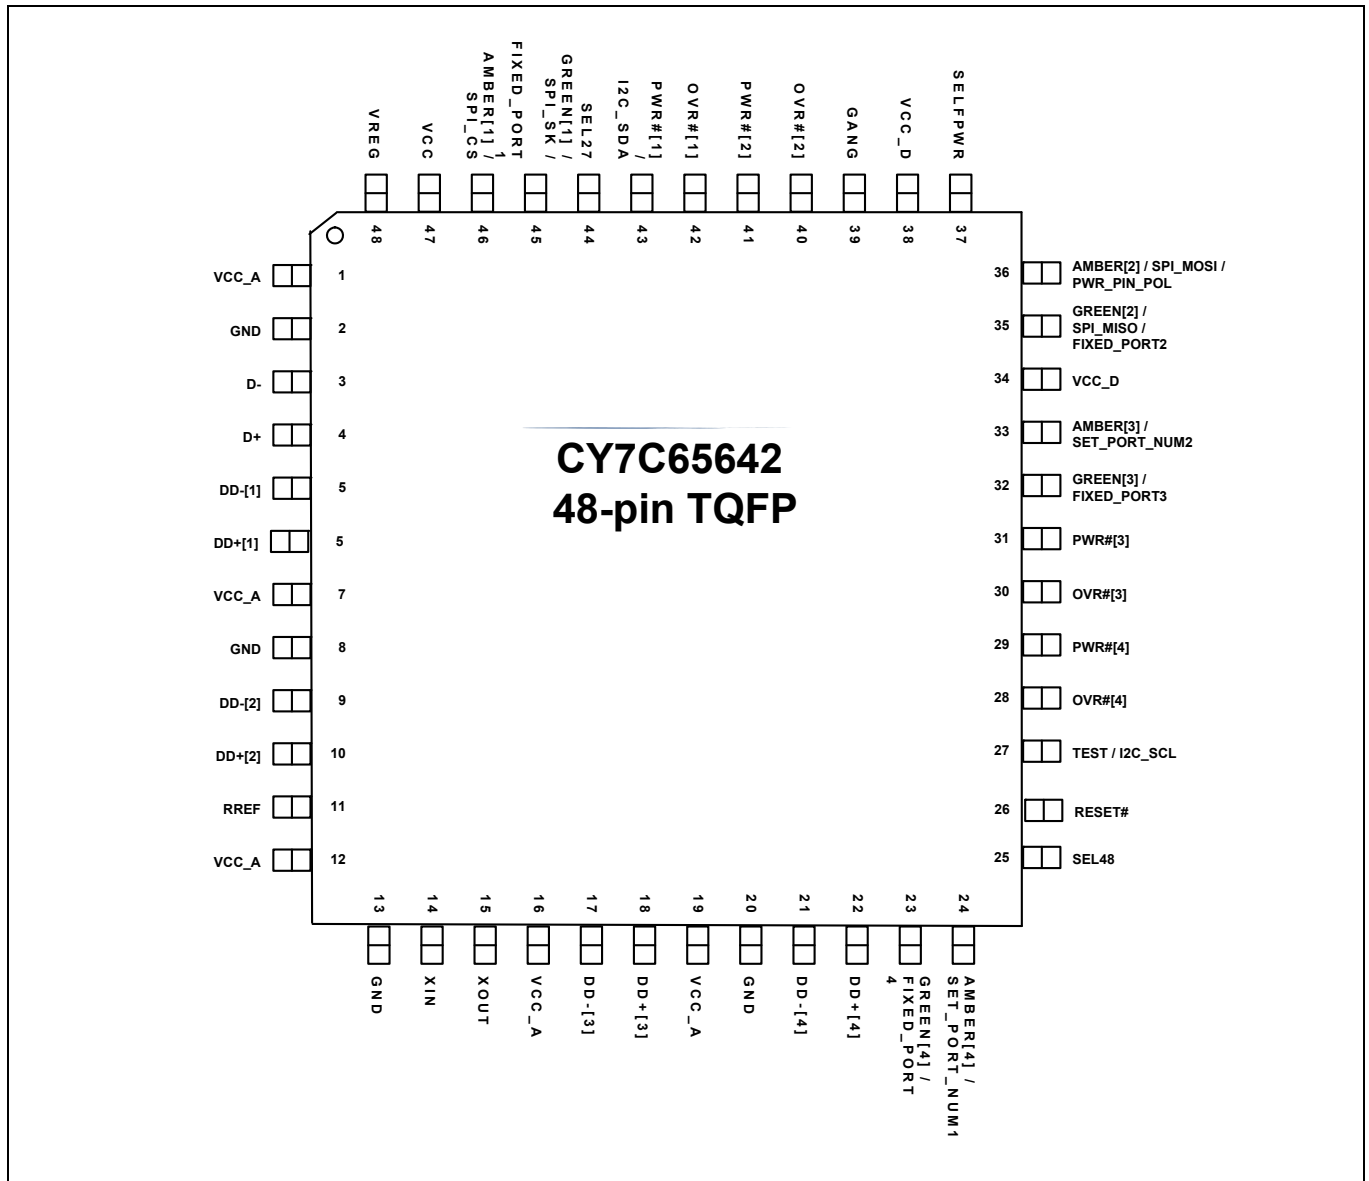 SPI_CS
AMBER[1] /
FIXED_PORT
1
SPI_SK /
GREEN[1] /
I2C_SDA
/
PWR#[1]
VREG
VCC
SEL27
OVR#[1]
PWR#[2]
OVR#[2]
GANG
VCC_D
SELFPWR
48
47
46
45
44
43
42
41
40
39
38
37
VCC_A
1
GND
2
D-
3
D+
4
DD-[1]
5
DD+[1]
5
VCC_A
7
GND
8
DD-[2]
9
DD+[2]
10
RREF
11
VCC_A
12
CY7C65642
48-pin TQFP
36
AMBER[2] / SPI_MOSI /
PWR_PIN_POL
35
GREEN[2] /
SPI_MISO /
FIXED_PORT2
34
VCC_D
33
AMBER[3] /
SET_PORT_NUM2
32
GREEN[3] /
FIXED_PORT3
31
PWR#[3]
30
OVR#[3]
29
PWR#[4]
28
OVR#[4]
27
TEST / I2C_SCL
26
RESET#
25
SEL48
13
14
15
16
17
18
19
20
21
22
23
24
GND
XIN
XOUT
VCC_A
DD-[3]
DD+[3]
VCC_A
GND
DD-[4]
DD+[4]
GREEN[4] /
FIXED_PORT
4
AMBER[4] /
SET_PORT_NUM1